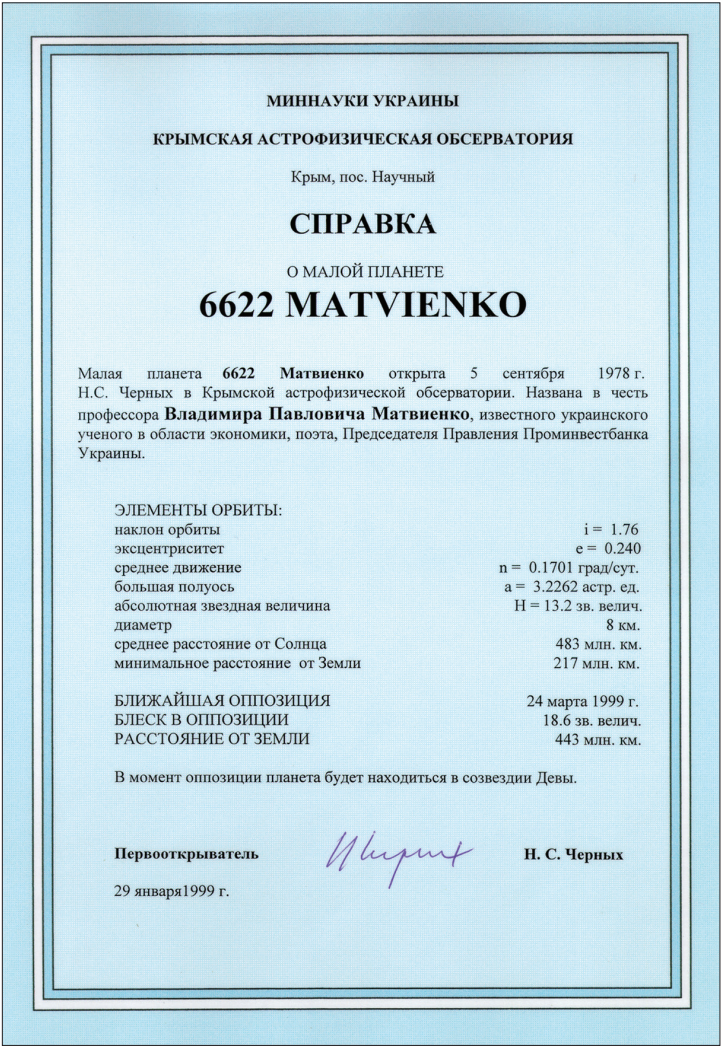 МИННАУКИ УКРАИНЫ
КРЫМСКАЯ АСТРОФИЗИЧЕСКАЯ ОБСЕРВАТОРИЯ
Крым, пос. Научный
СПРАВКА
О МАЛОЙ ПЛАНЕТЕ
6622 MATVIENKO
Малая планета 6622 Матвиенко открыта 5 сентября 1978 г.
Н.С. Черных в Крымской астрофизической обсерватории. Названа в честь
профессора Владимира Павловича Матвиенко, известного украинского
ученого в области экономики, поэта, Председателя Правления Проминвестбанка
Украины.
ЭЛЕМЕНТЫ ОРБИТЫ:
наклон орбиты i = 1.76
эксцентриситет e = 0.240
среднее движение n = 0.1701 град/сут.
большая полуось a = 3.2262 астр. ед.
абсолютная звездная величина H = 13.2 зв. велич.
диаметр 8 км.
среднее расстояние от Солнца 483 млн. км.
минимальное расстояние от Земли 217 млн. км.
БЛИЖАЙШАЯ ОППОЗИЦИЯ 24 марта 1999 г.
БЛЕСК В ОППОЗИЦИИ 18.6 зв. велич.
РАССТОЯНИЕ ОТ ЗЕМЛИ 443 млн. км.
В момент оппозиции планета будет находиться в созвездии Девы.
Первооткрыватель Н. С. Черных
29 января1999 г.